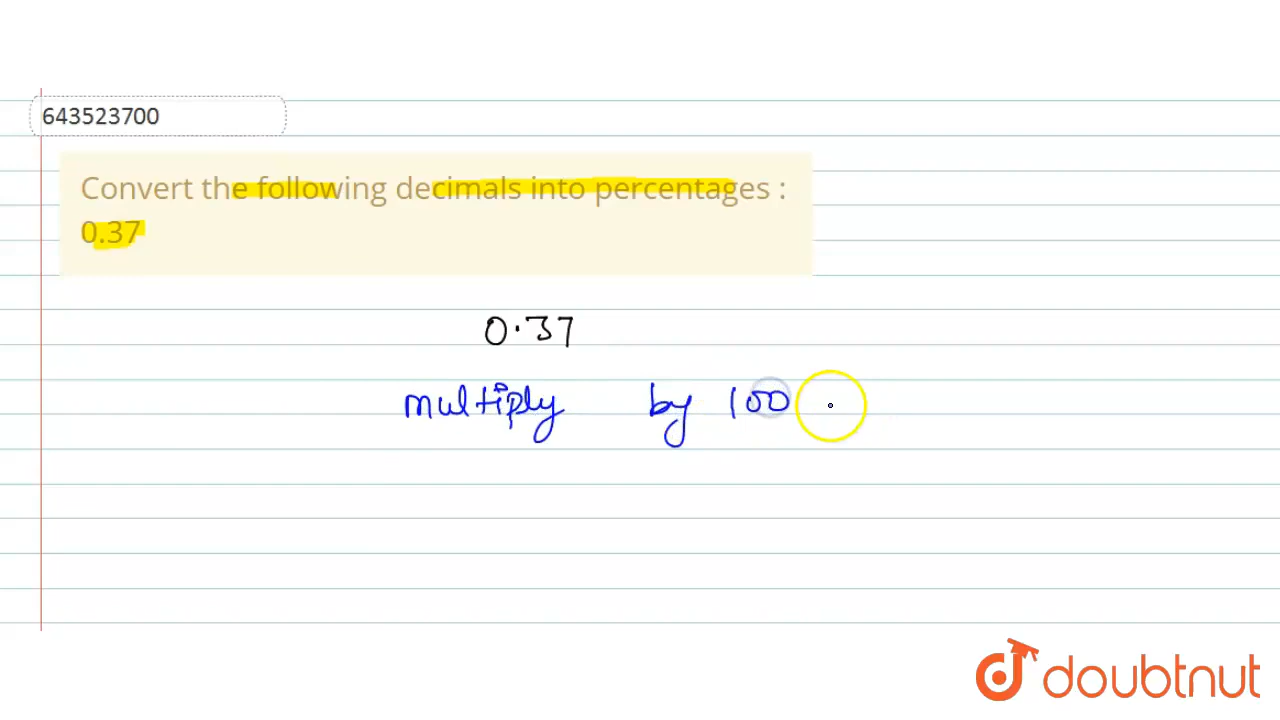 643523700
Convert the following decimals into percentages :
0.37
0.37
multiply by 100
doubtnut